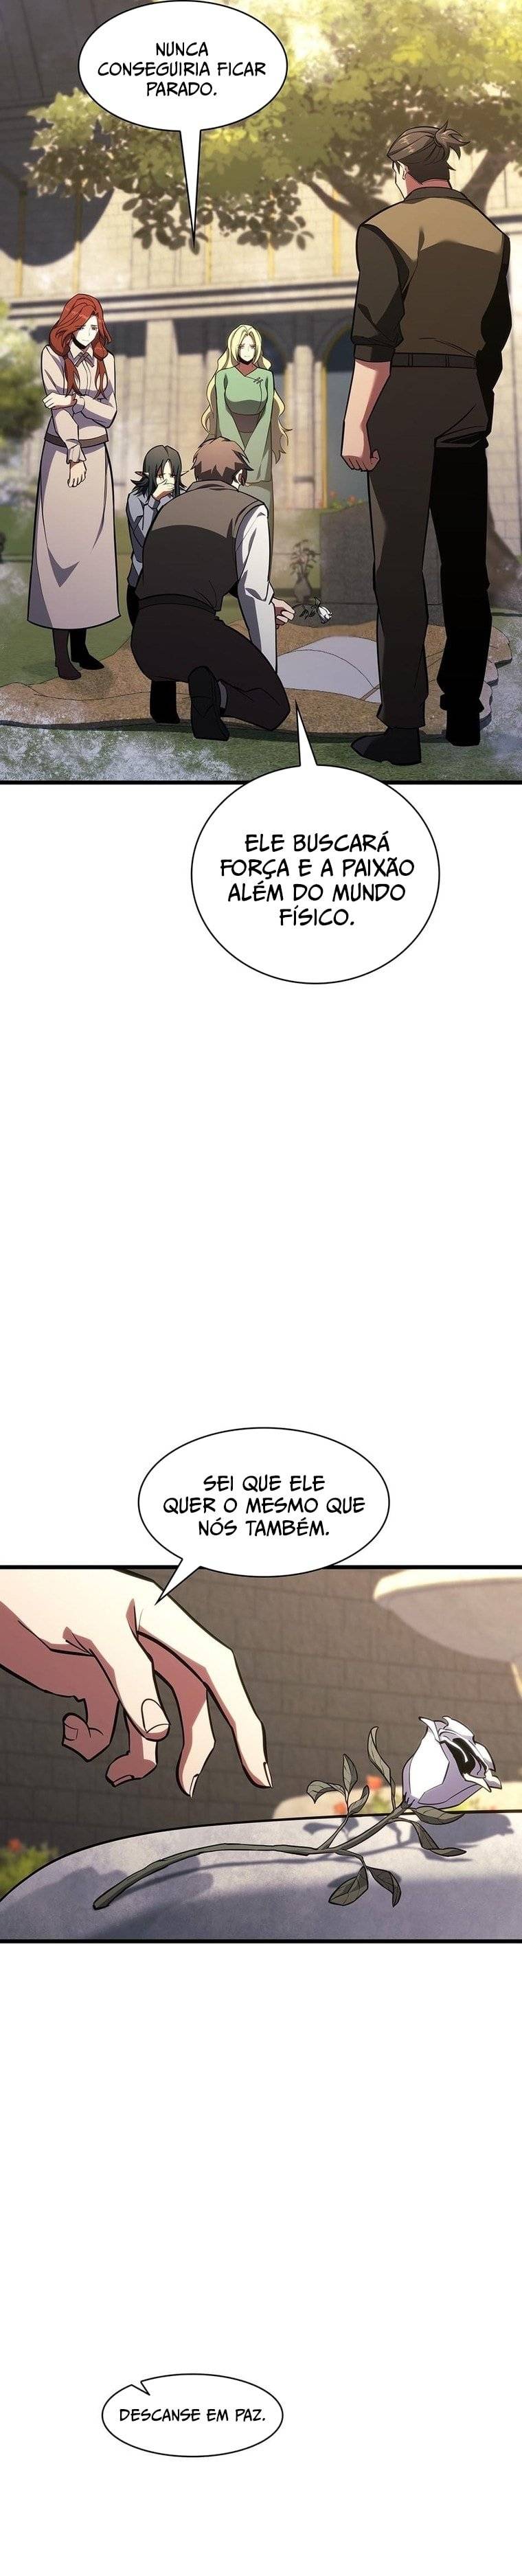 NUNCA
CONSEGUIRIA FICAR
PARADO.
ELE BUSCARÁ
FORÇA E A PAIXÃO
ALÉM DO MUNDO
FÍSICO.
SEI QUE ELE
QUER O MESMO QUE
NÓS TAMBÉM.
DESCANSE EM PAZ.